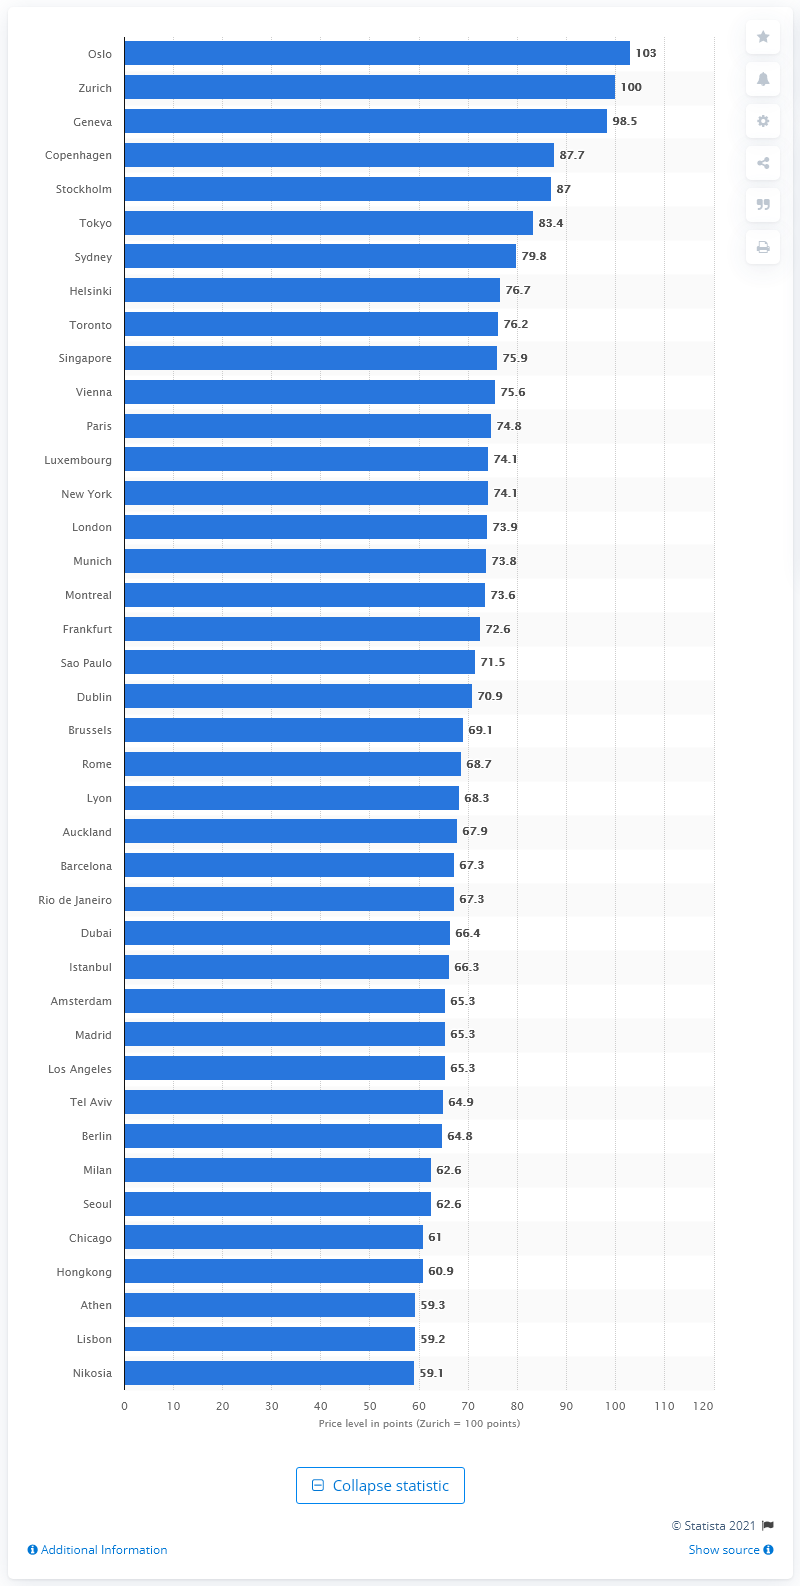 Oslo 103
Zurich 100
Geneva 98.5
Copenhagen 87.7
Stockholm 87
Tokyo 83.4
Sydney 79.8
Helsinki 76.7
Toronto 76.2
Singapore 75.9
Vienna 75.6
Paris 74.8
Luxembourg 74.1
New York 74.1
London 73.9
Munich 73.8
Montreal 73.6
Frankfurt 72.6
Sao Paulo 71.5
Dublin 70.9
Brussels 69.1
Rome 68.7
Lyon 68.3
Auckland 67.9
Barcelona 67.3
Rio de Janeiro 67.3
Dubai 66.4
Istanbul 66.3
Amsterdam 65.3
Madrid 65.3
Los Angeles 65.3
Tel Aviv 64.9
Berlin 64.8
Milan 62.6
Seoul 62.6
Chicago 61
Hongkong 60.9
Athen 59.3
Lisbon 59.2
Nikosia 59.1
0 10 20 30 40 50 60 70 80 90 100 110 120
Price level in points (Zurich = 100 points)
Collapse statistic
© Statista 2021
Additional Information Show source